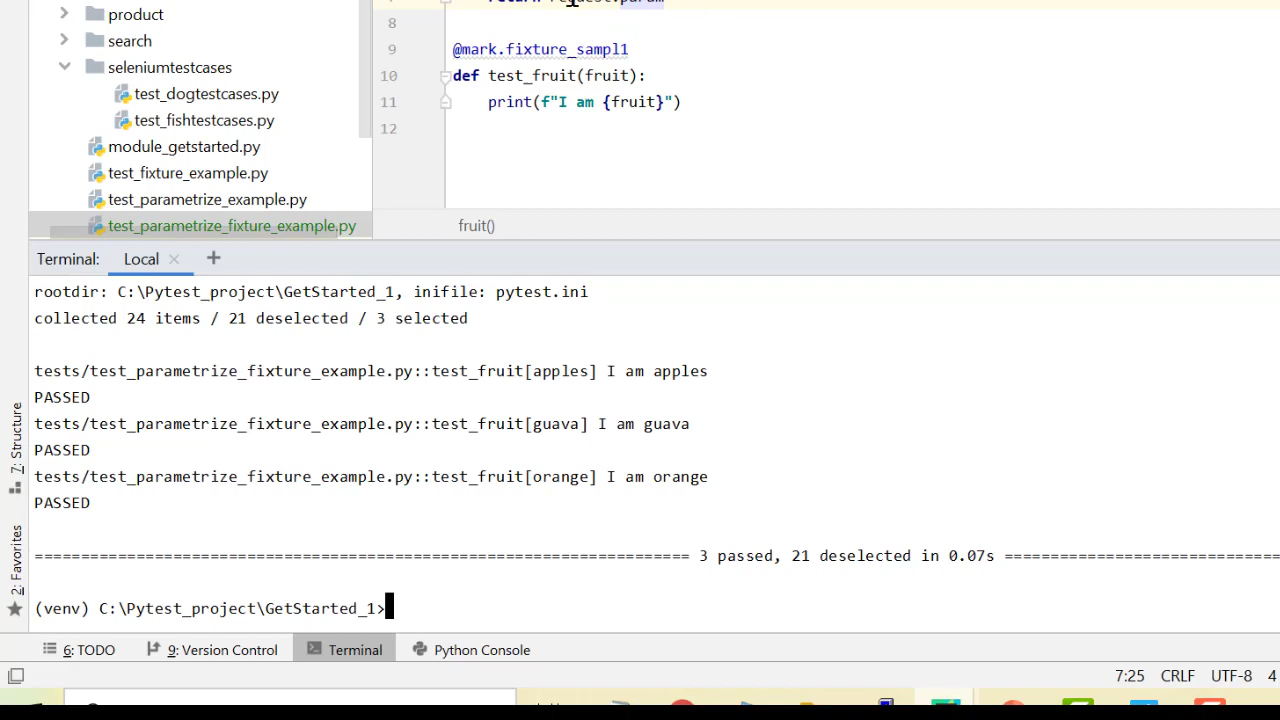 product
search
seleniumtestcases
test_dogtestcases.py
test_fishtestcases.py
module_getstarted.py
test_fixture_example.py
test_parametrize_example.py
test_parametrize_fixture_example.py
return request.param
8
9 @mark.fixture_sampl1
10 def test_fruit(fruit):
11 print(f"I am {fruit}")
12
fruit()
Terminal: Local
rootdir: C:\Pytest_project\GetStarted_1, inifile: pytest.ini
collected 24 items / 21 deselected / 3 selected
tests/test_parametrize_fixture_example.py::test_fruit[apples] I am apples
PASSED
tests/test_parametrize_fixture_example.py::test_fruit[guava] I am guava
PASSED
tests/test_parametrize_fixture_example.py::test_fruit[orange] I am orange
PASSED
====================================================================== 3 passed, 21 deselected in 0.07s ==============================
(venv) C:\Pytest_project\GetStarted_1>
7: Structure
2: Favorites
6: TODO 9: Version Control Terminal Python Console
7:25 CRLF UTF-8 4